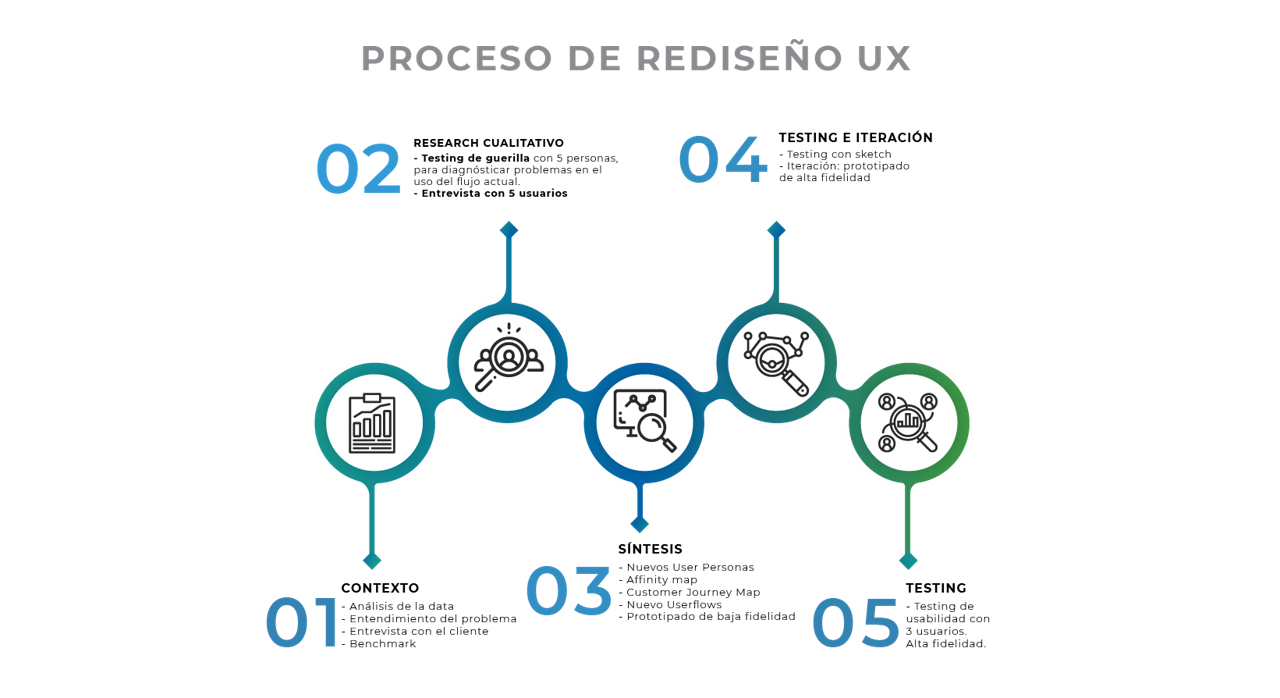 PROCESO DE REDISEÑO UX
01
CONTEXTO
- Análisis de la data
- Entendimiento del problema
- Entrevista con el cliente
- Benchmark
02
RESEARCH CUALITATIVO
- Testing de guerilla con 5 personas,
para diagnósticar problemas en el
uso del flujo actual.
- Entrevista con 5 usuarios
03
SÍNTESIS
- Nuevos User Personas
- Affinity map
- Customer Journey Map
- Nuevo Userflows
- Prototipado de baja fidelidad
04
TESTING E ITERACIÓN
- Testing con sketch
- Iteración: prototipado
de alta fidelidad
05
TESTING
- Testing de
usabilidad con
3 usuarios.
Alta fidelidad.